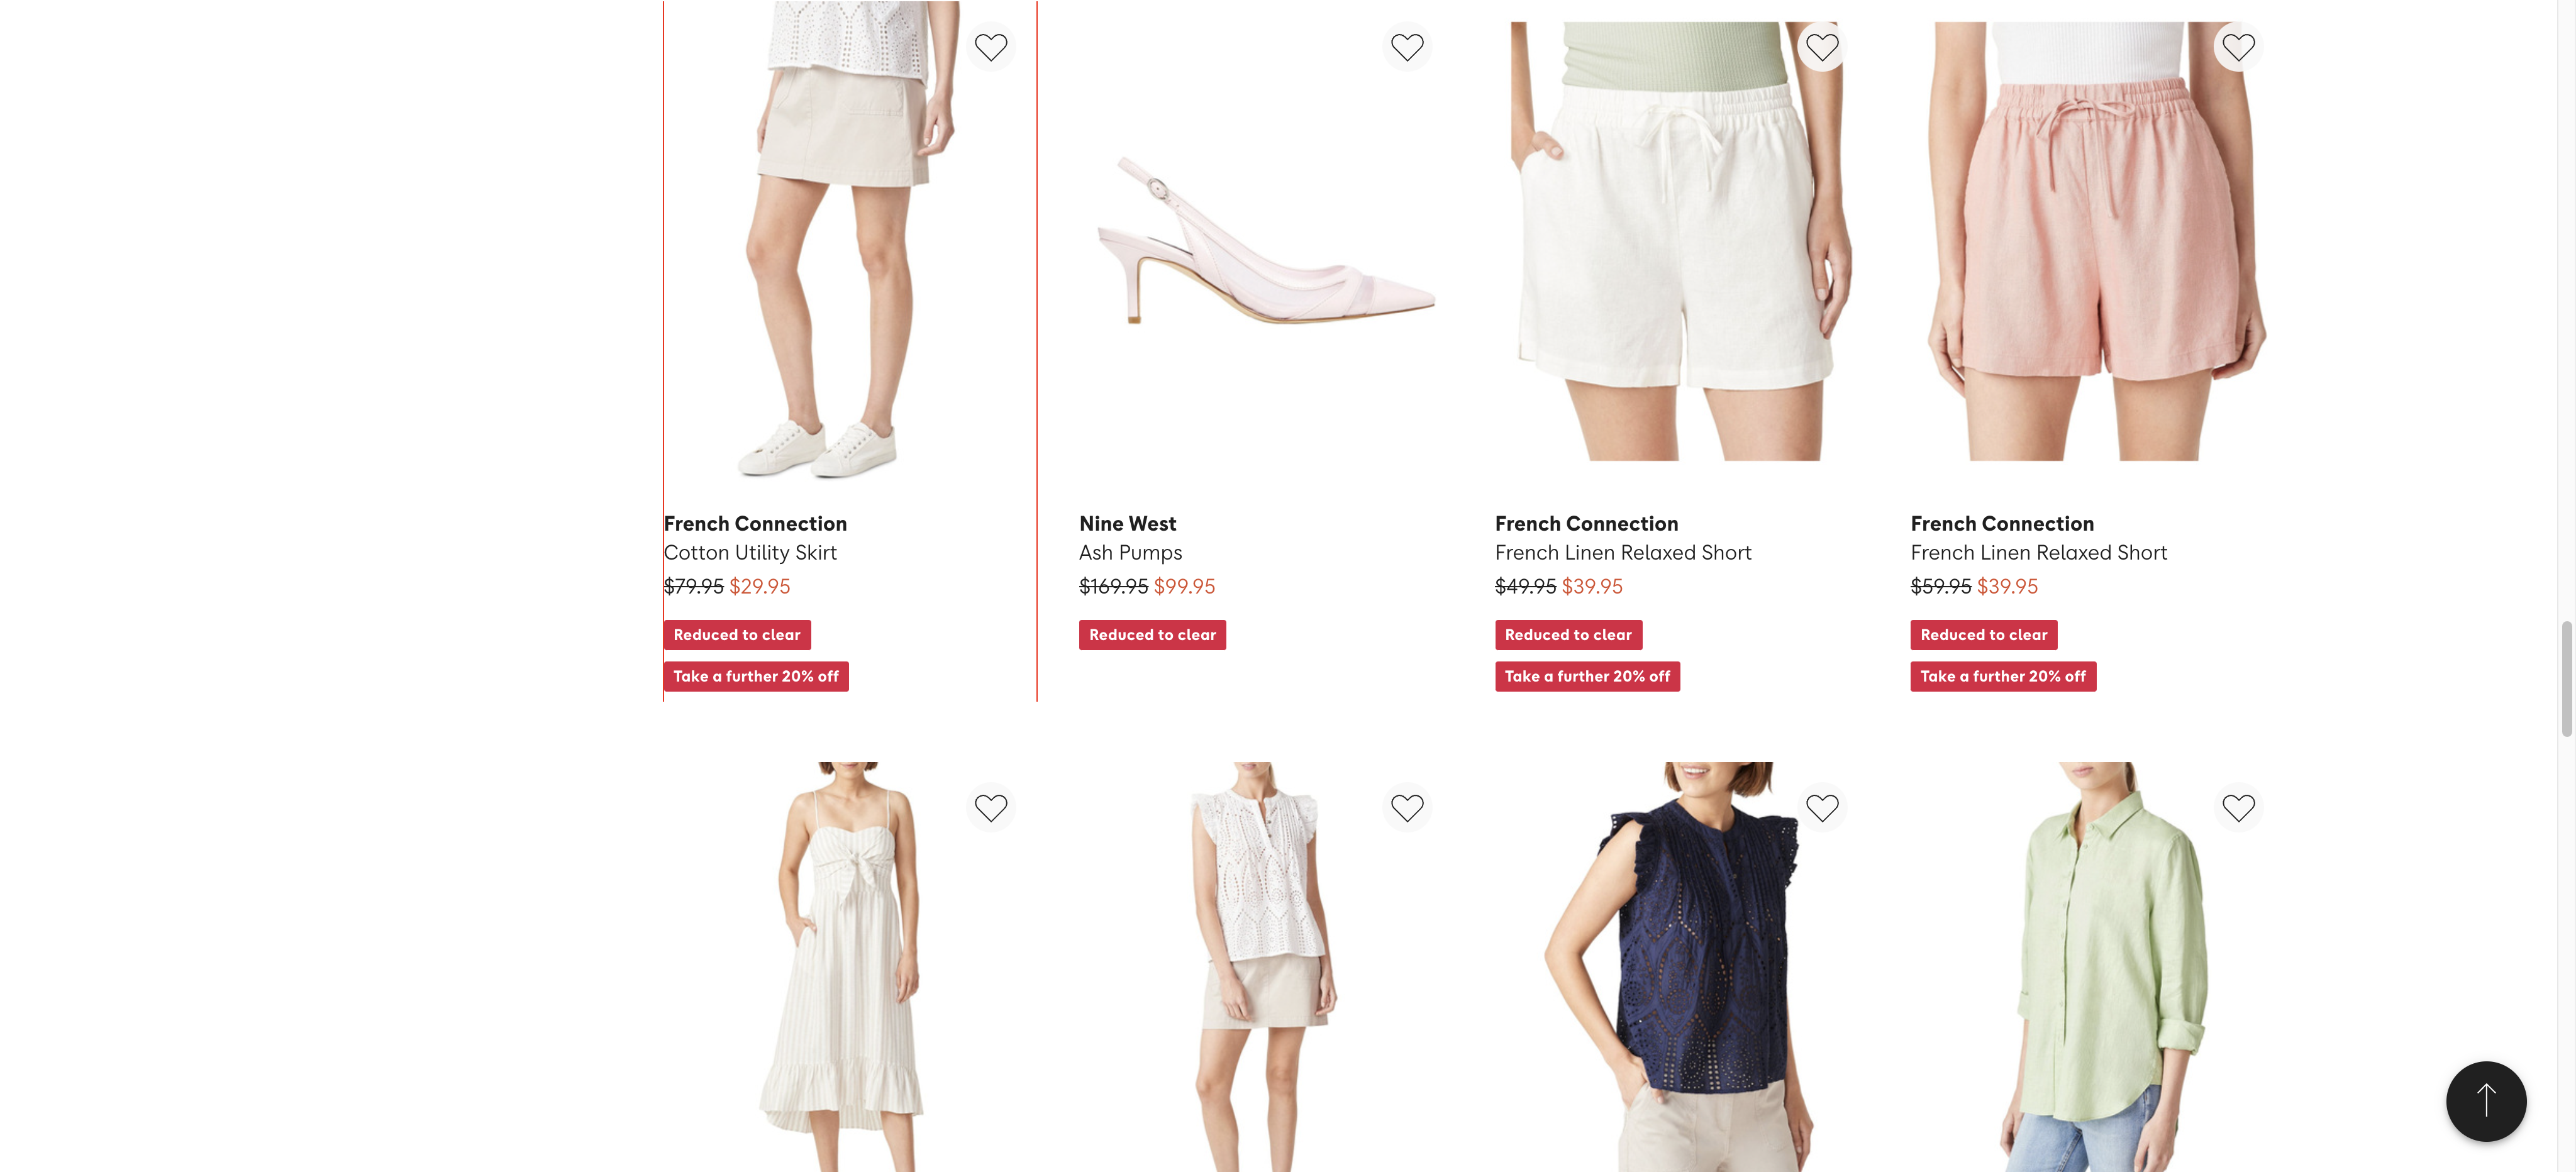 French Connection
Cotton Utility Skirt
$79.95 $29.95
Reduced to clear
Take a further 20% off
Nine West
Ash Pumps
$169.95 $99.95
Reduced to clear
French Connection
French Linen Relaxed Short
$49.95 $39.95
Reduced to clear
Take a further 20% off
French Connection
French Linen Relaxed Short
$59.95 $39.95
Reduced to clear
Take a further 20% off